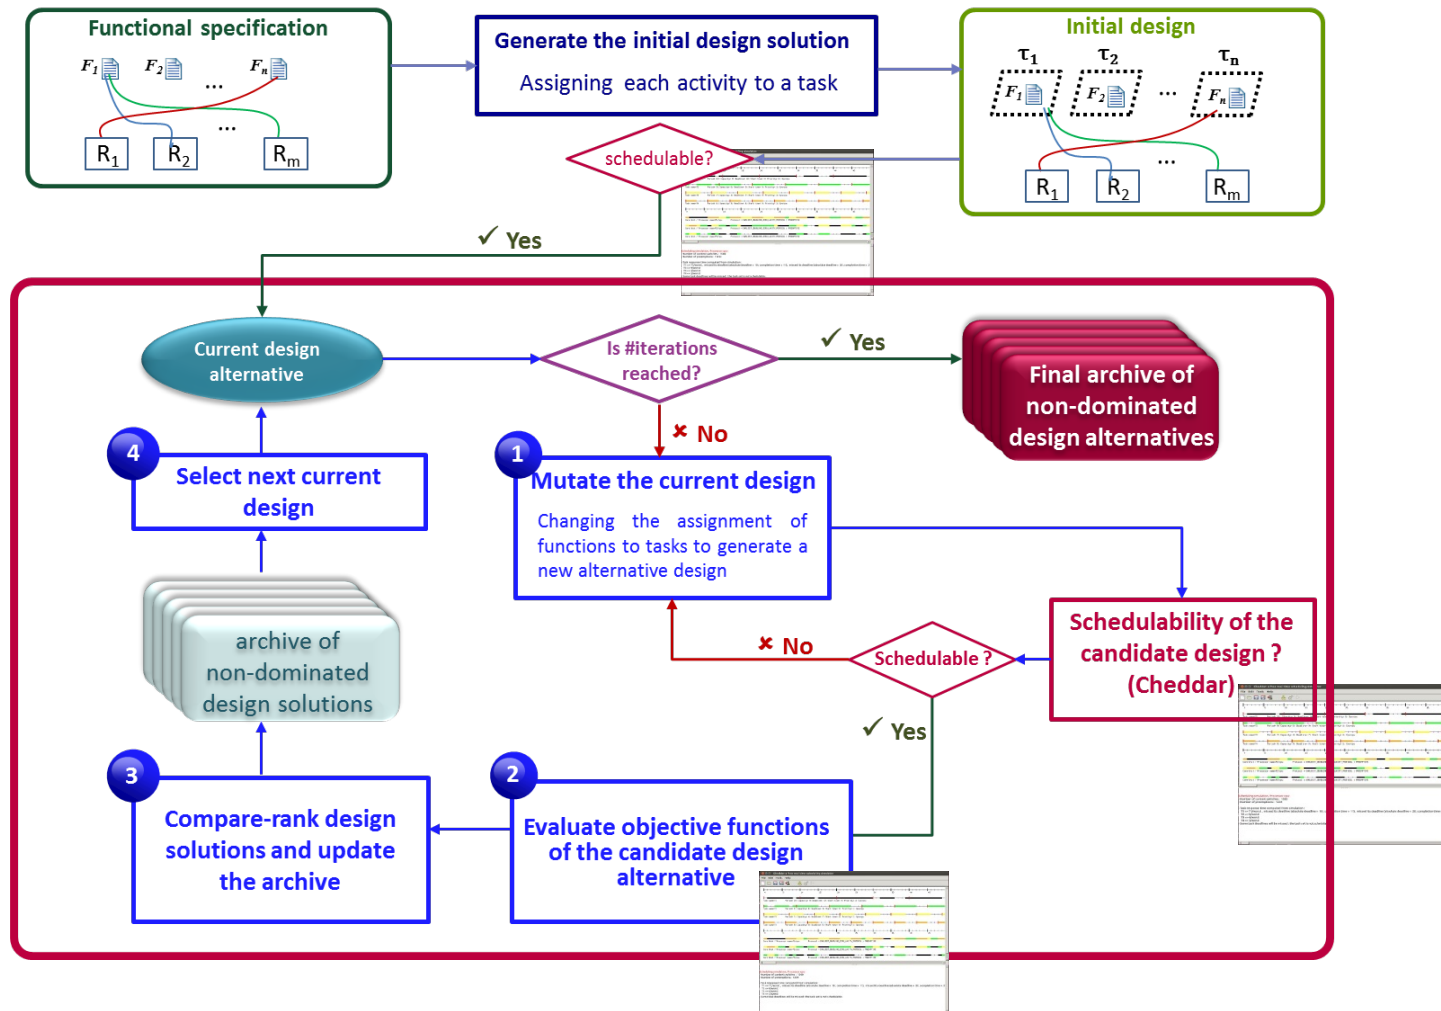 Functional specification
F1 F2 ... Fn
...
R1 R2 Rm
Generate the initial design solution
Assigning each activity to a task
Initial design
τ1 τ2 τn
F1 F2 ... Fn
...
R1 R2 Rm
schedulable?
✓ Yes
Current design
alternative
Is #iterations
reached?
✓ Yes
Final archive of
non-dominated
design alternatives
✘ No
4
Select next current
design
1
Mutate the current design
Changing the assignment of
functions to tasks to generate a
new alternative design
archive of
non-dominated
design solutions
✘ No
Schedulable ?
Schedulability of the
candidate design ?
(Cheddar)
✓ Yes
3
Compare-rank design
solutions and update
the archive
2
Evaluate objective functions
of the candidate design
alternative